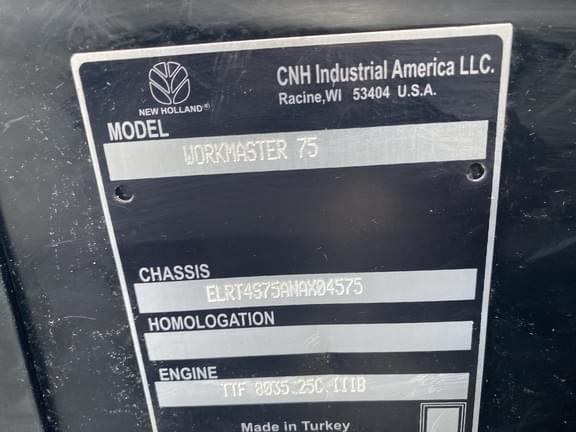 CNH Industrial America LLC.
Racine,WI 53404 U.S.A.
NEW HOLLAND®
MODEL
WORKMASTER 75
CHASSIS
ELRT4S75ANAX04575
HOMOLOGATION
ENGINE
TTF 8035.25C.111B
Made in Turkey